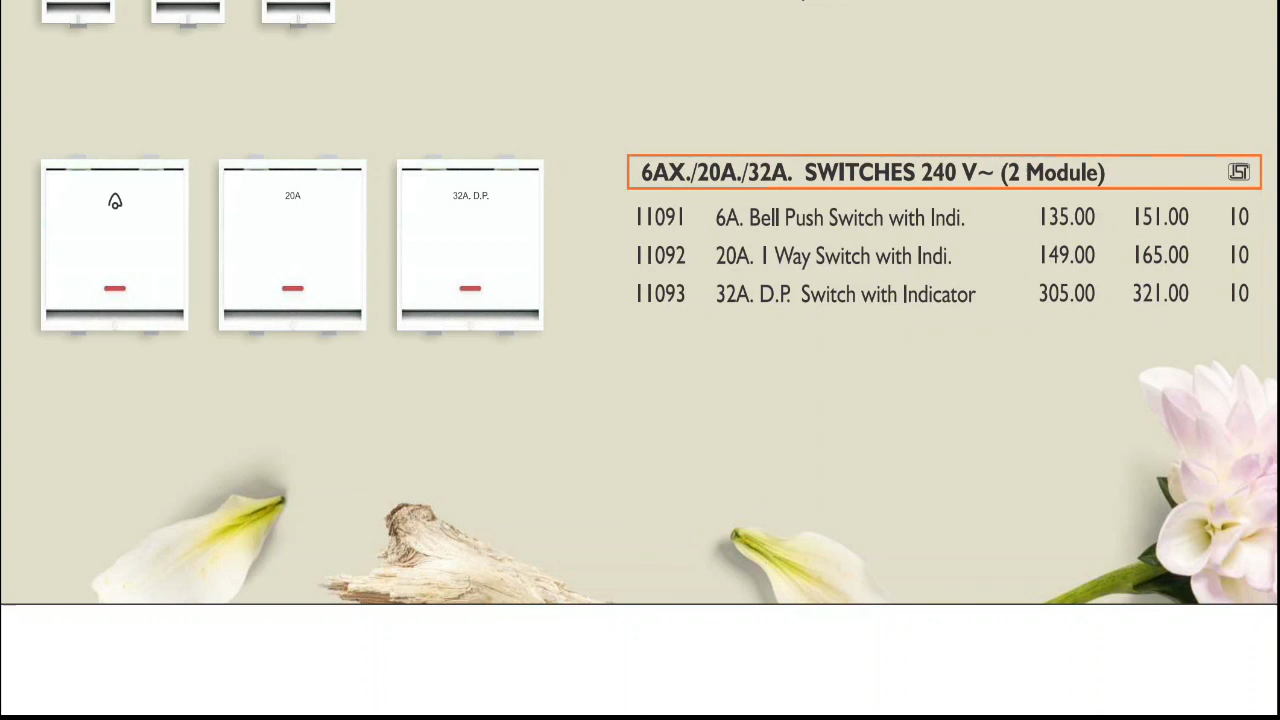 6AX./20A./32A. SWITCHES 240 V~ (2 Module)
20A
32A. D.P.
11091 6A. Bell Push Switch with Indi. 135.00 151.00 10
11092 20A. 1 Way Switch with Indi. 149.00 165.00 10
11093 32A. D.P. Switch with Indicator 305.00 321.00 10